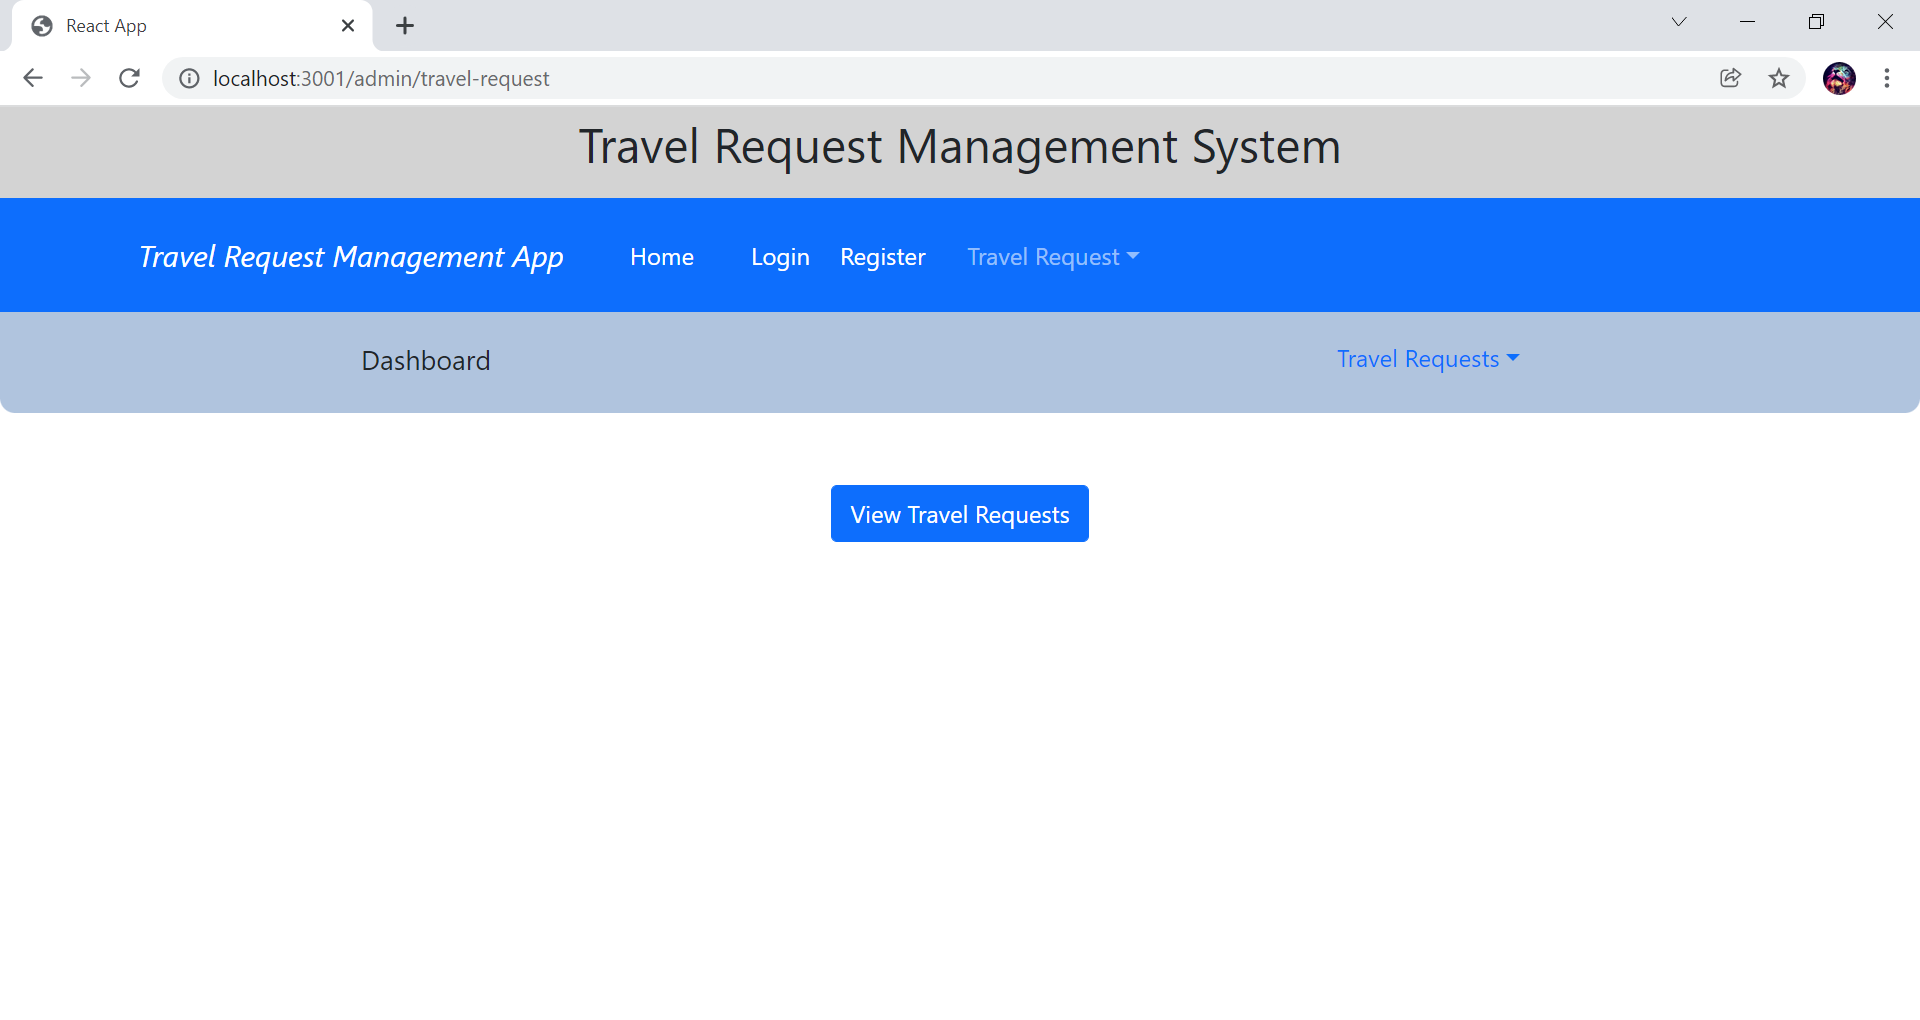 React App
localhost:3001/admin/travel-request
Travel Request Management System
Travel Request Management App Home Login Register Travel Request
Dashboard Travel Requests
View Travel Requests